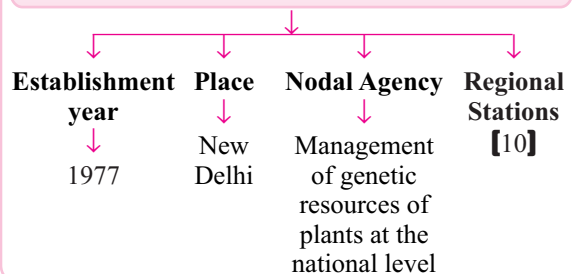 Establishment year
1977
Place
New Delhi
Nodal Agency
Management
of genetic
resources of
plants at the
national level
Regional
Stations
[10]